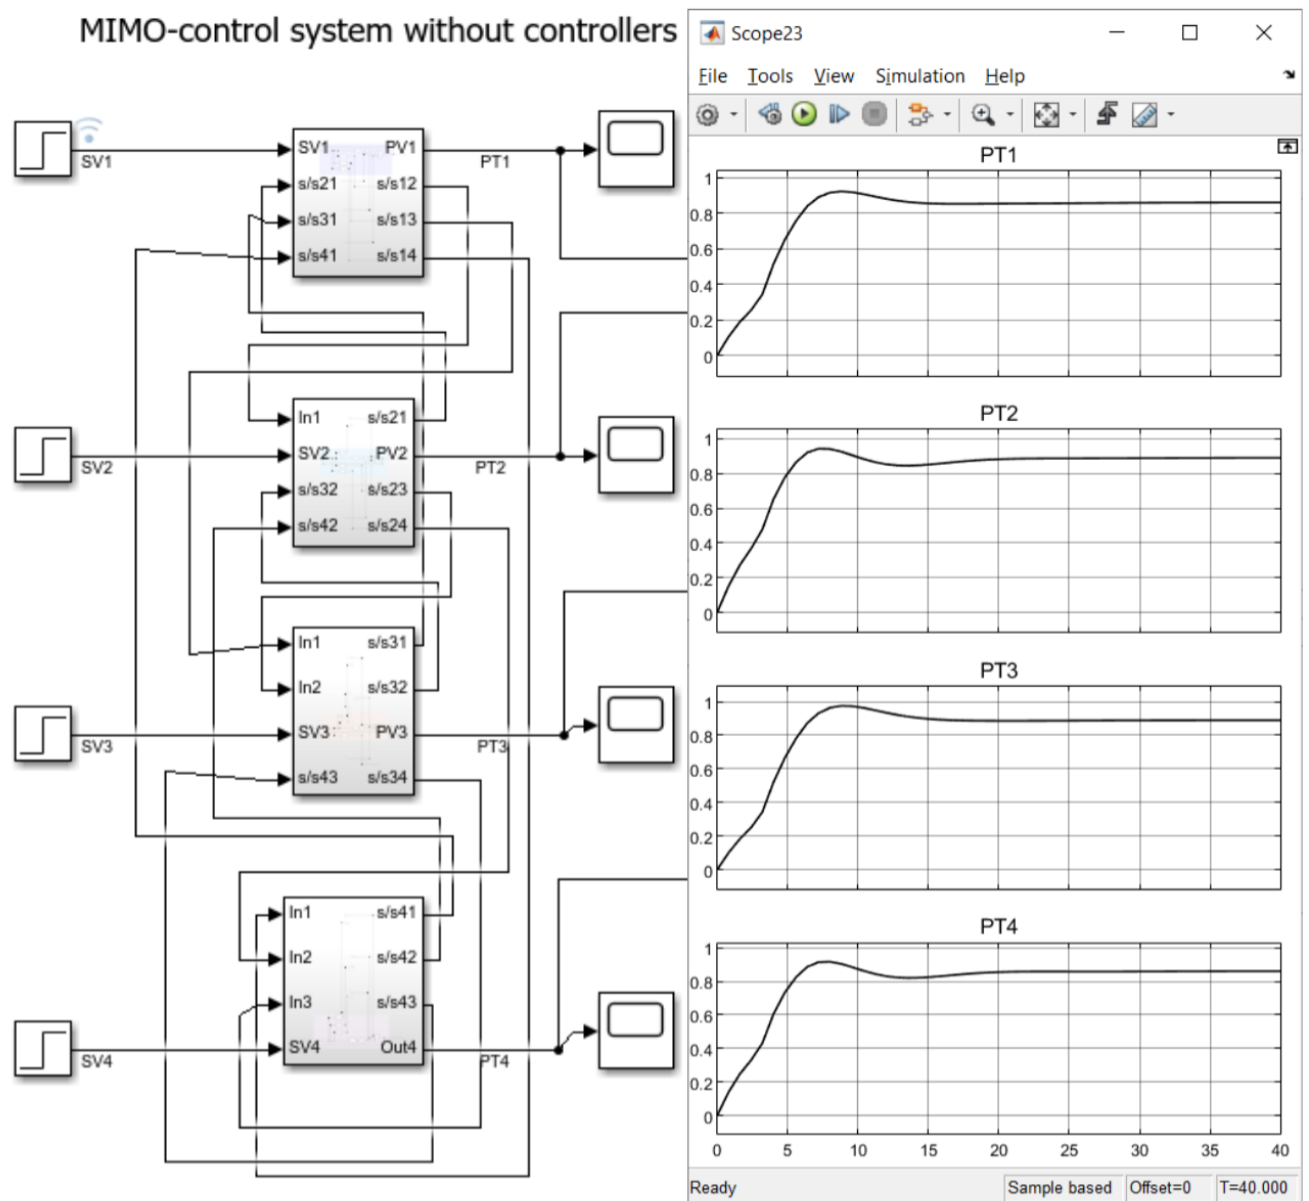 MIMO-control system without controllers
SV1
SV1 PV1
s/s21 s/s12
s/s31 s/s13
s/s41 s/s14
PT1
SV2
In1 s/s21
SV2 PV2
s/s32 s/s23
s/s42 s/s24
PT2
SV3
In1 s/s31
In2 s/s32
SV3 PV3
s/s43 s/s34
PT3
SV4
In1 s/s41
In2 s/s42
In3 s/s43
SV4 Out4
PT4
Scope23
File Tools View Simulation Help
PT1
1
0.8
0.6
0.4
0.2
0
PT2
1
0.8
0.6
0.4
0.2
0
PT3
1
0.8
0.6
0.4
0.2
0
PT4
1
0.8
0.6
0.4
0.2
0
0 5 10 15 20 25 30 35 40
Ready Sample based Offset=0 T=40.000